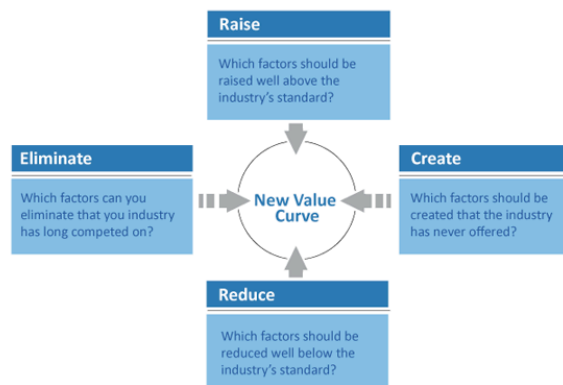 Raise
Which factors should be
raised well above the
industry's standard?
Eliminate
Which factors can you
eliminate that you industry
has long competed on?
New Value
Curve
Create
Which factors should be
created that the industry
has never offered?
Reduce
Which factors should be
reduced well below the
industry's standard?